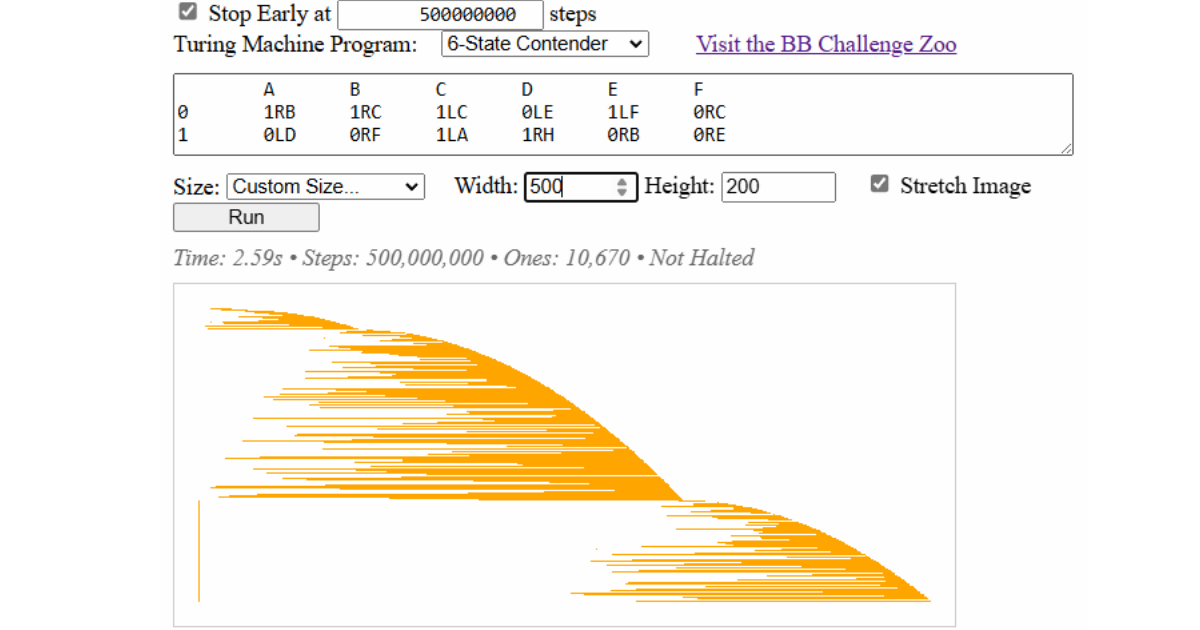 Stop Early at 500000000 steps
Turing Machine Program: 6-State Contender Visit the BB Challenge Zoo
A B C D E F
0 1RB 1RC 1LC 0LE 1LF 0RC
1 0LD 0RF 1LA 1RH 0RB 0RE
Size: Custom Size... Width: 500 Height: 200 Stretch Image
Run
Time: 2.59s • Steps: 500,000,000 • Ones: 10,670 • Not Halted